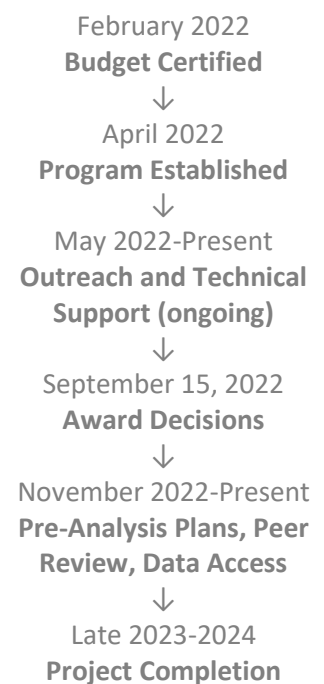 February 2022
Budget Certified
↓
April 2022
Program Established
↓
May 2022-Present
Outreach and Technical
Support (ongoing)
↓
September 15, 2022
Award Decisions
↓
November 2022-Present
Pre-Analysis Plans, Peer
Review, Data Access
↓
Late 2023-2024
Project Completion